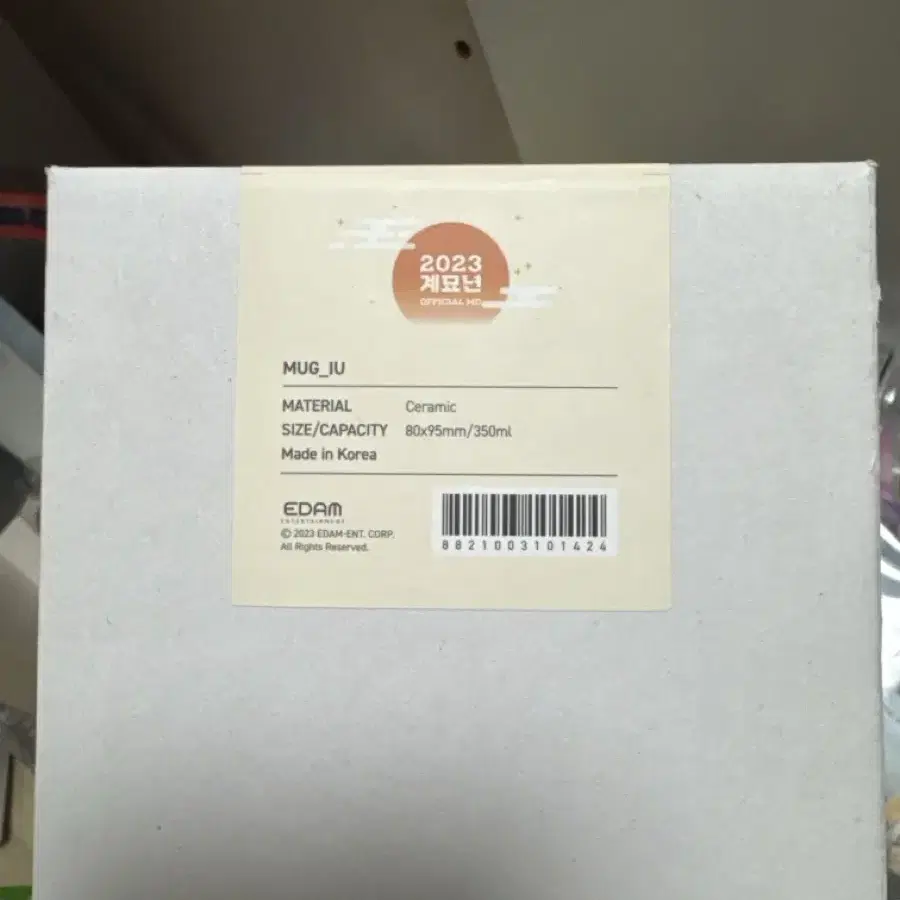 2023
계묘년
OFFICIAL MD
MUG_IU
MATERIAL Ceramic
SIZE/CAPACITY 80x95mm/350ml
Made in Korea
EDAM
ENTERTAINMENT
© 2023 EDAM-ENT. CORP.
All Rights Reserved.
8821003101424